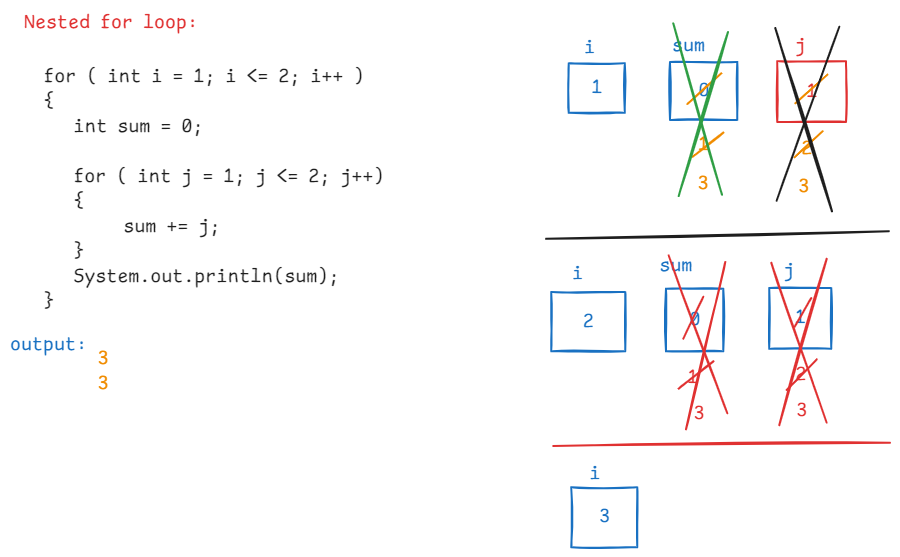 Nested for loop:
for ( int i = 1; i <= 2; i++ )
{
int sum = 0;
for ( int j = 1; j <= 2; j++)
{
sum += j;
}
System.out.println(sum);
}
output:
3
3
i sum j
1 0 1
1 2
3 3
i sum j
2 0 1
1 2
3 3
i
3